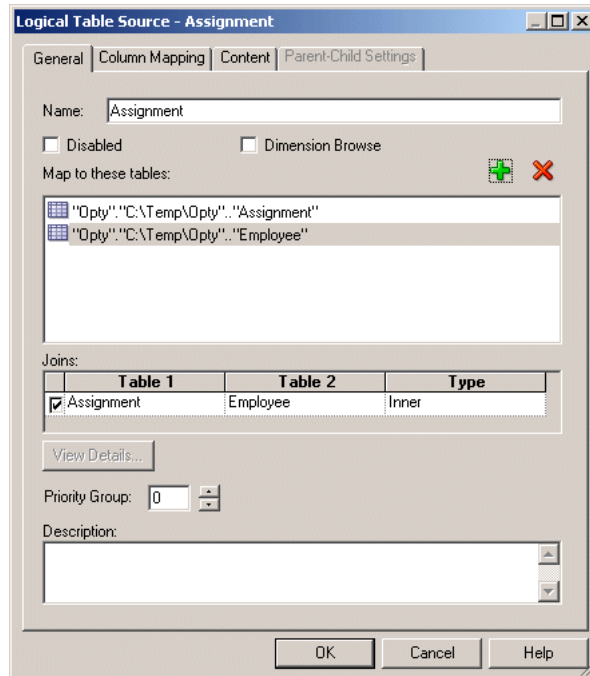 Logical Table Source - Assignment
General Column Mapping Content Parent-Child Settings
Name: Assignment
Disabled Dimension Browse
Map to these tables:
"Opty"."C:\Temp\Opty".."Assignment"
"Opty"."C:\Temp\Opty".."Employee"
Joins:
Table 1 Table 2 Type
Assignment Employee Inner
View Details...
Priority Group: 0
Description:
OK Cancel Help